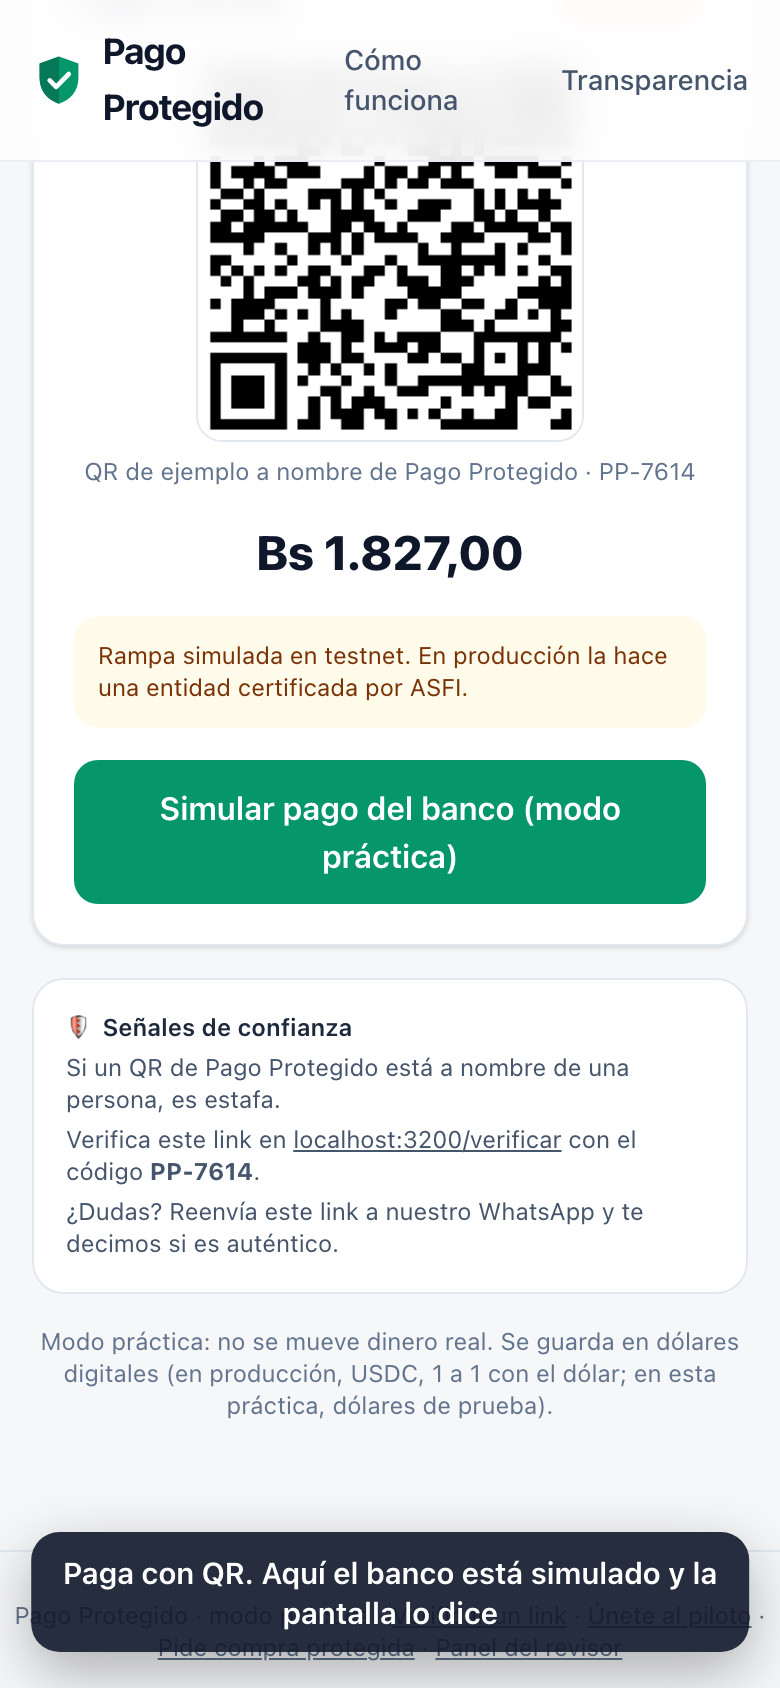 Pago
Protegido
Cómo
funciona
Transparencia
QR de ejemplo a nombre de Pago Protegido · PP-7614
Bs 1.827,00
Rampa simulada en testnet. En producción la hace
una entidad certificada por ASFI.
Simular pago del banco (modo
práctica)
Señales de confianza
Si un QR de Pago Protegido está a nombre de una
persona, es estafa.
Verifica este link en localhost:3200/verificar con el
código PP-7614.
¿Dudas? Reenvía este link a nuestro WhatsApp y te
decimos si es auténtico.
Modo práctica: no se mueve dinero real. Se guarda en dólares
digitales (en producción, USDC, 1 a 1 con el dólar; en esta
práctica, dólares de prueba).
Paga con QR. Aquí el banco está simulado y la
pantalla lo dice
Pago Protegido · modo un link · Únete al piloto ·
Pide compra protegida · Panel del revisor